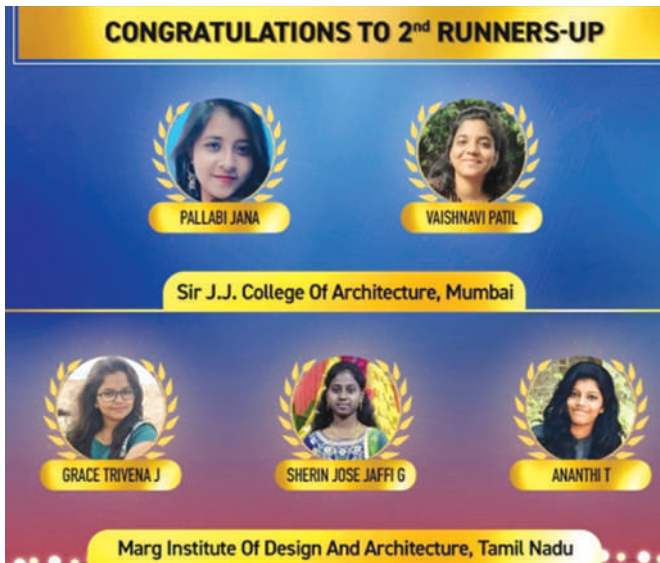 CONGRATULATIONS TO 2nd RUNNERS-UP
PALLABI JANA
VAISHNAVI PATIL
Sir J.J. College Of Architecture, Mumbai
GRACE TRIVENA J
SHERIN JOSE JAFFI G
ANANTHI T
Marg Institute Of Design And Architecture, Tamil Nadu